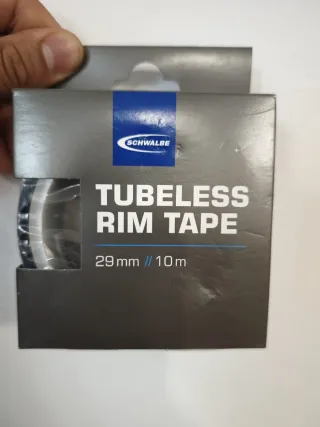 SCHWALBE
TUBELESS
RIM TAPE
29mm // 10m